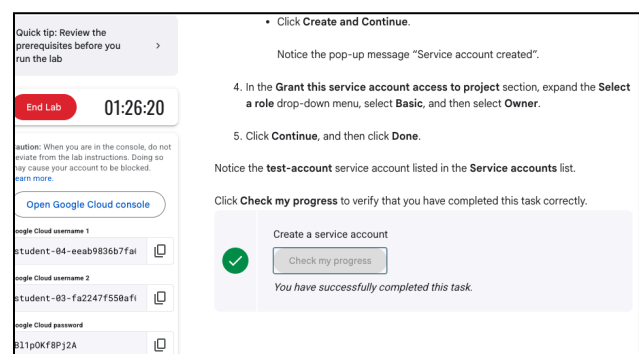 Quick tip: Review the
prerequisites before you
run the lab
>
End Lab
01:26:20
aution: When you are in the console, do not
eviate from the lab instructions. Doing so
may cause your account to be blocked.
earn more.
Open Google Cloud console
oogle Cloud username 1
student-04-eeab9836b7fa
oogle Cloud username 2
student-03-fa2247f550af
oogle Cloud password
Bl1pOKf8Pj2A
• Click Create and Continue.
Notice the pop-up message “Service account created”.
4. In the Grant this service account access to project section, expand the Select
a role drop-down menu, select Basic, and then select Owner.
5. Click Continue, and then click Done.
Notice the test-account service account listed in the Service accounts list.
Click Check my progress to verify that you have completed this task correctly.
Create a service account
Check my progress
You have successfully completed this task.